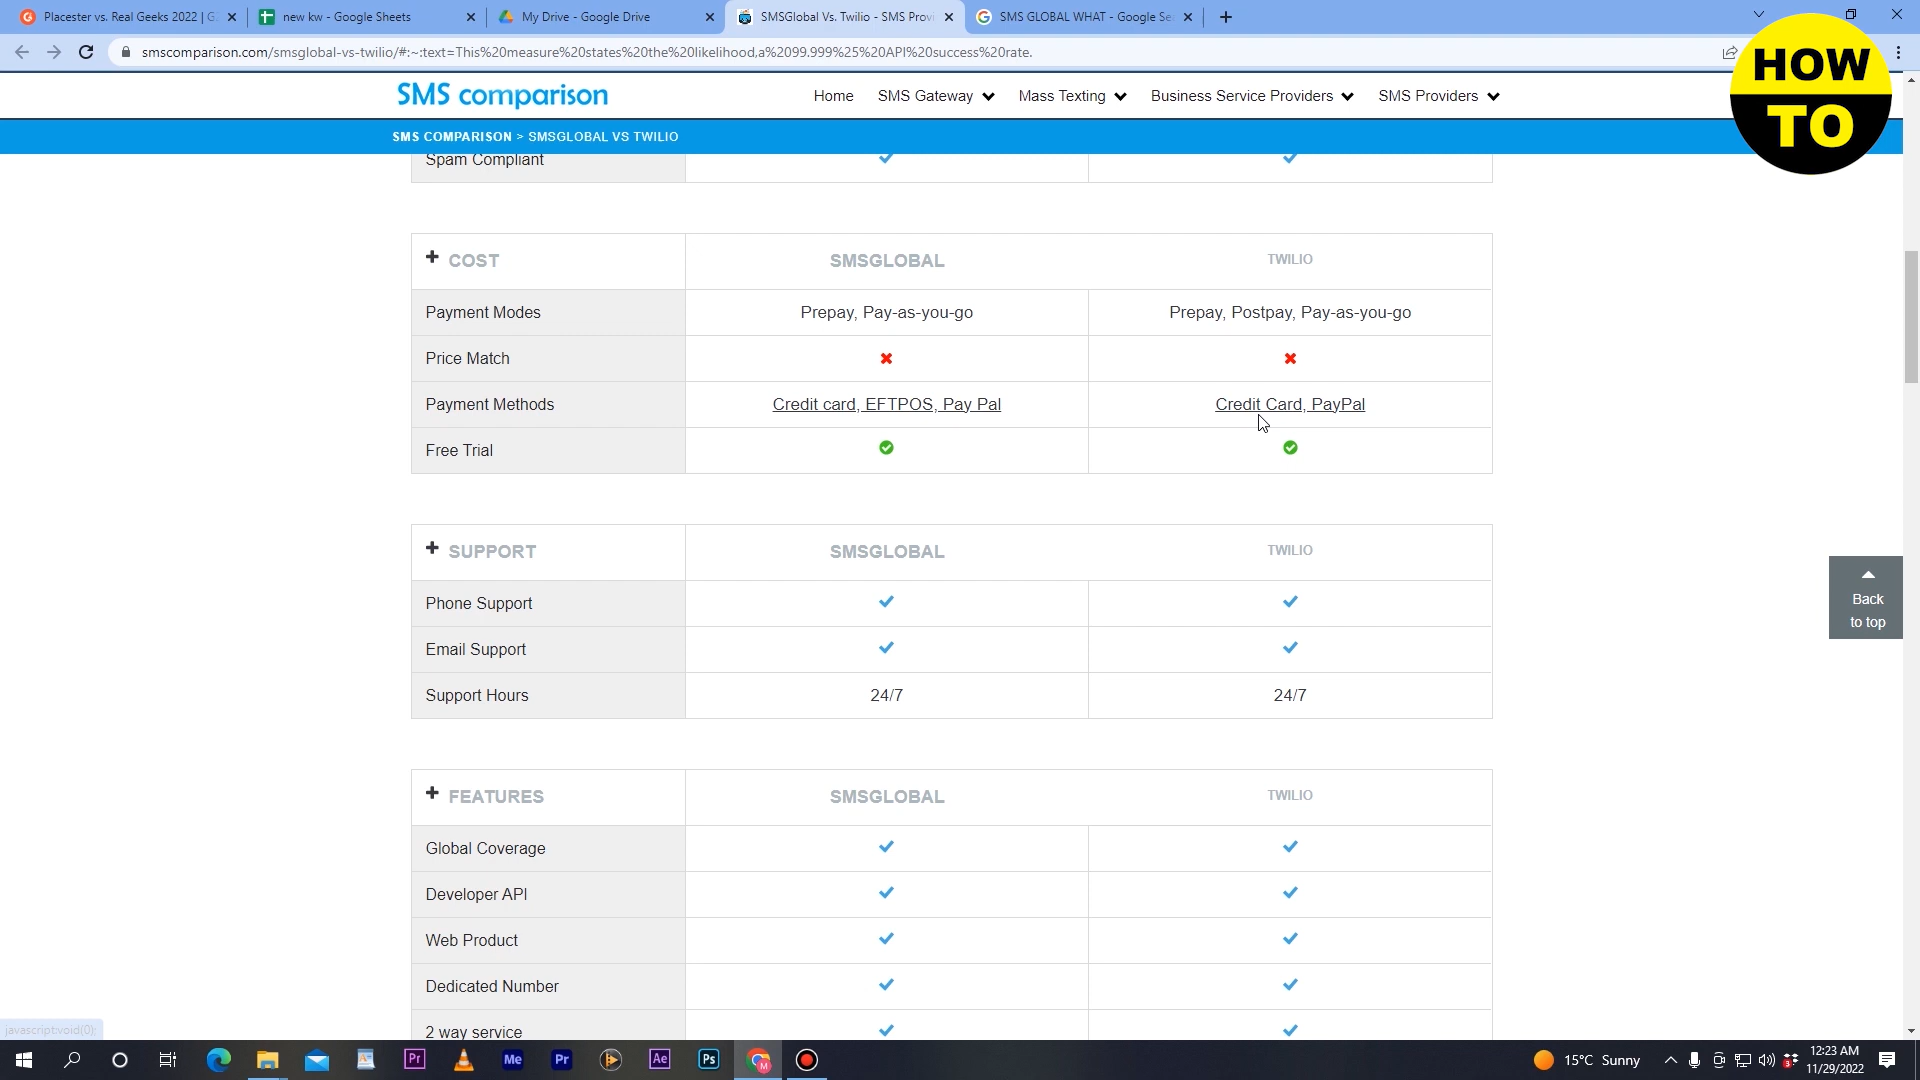 Placester vs. Real Geeks 2022 | G
new kw - Google Sheets
My Drive - Google Drive
SMSGlobal Vs. Twilio - SMS Provi
SMS GLOBAL WHAT - Google Se
smscomparison.com/smsglobal-vs-twilio/#:~:text=This%20measure%20states%20the%20likelihood,a%2099.999%25%20API%20success%20rate.
HOW
TO
SMS comparison
Home
SMS Gateway
Mass Texting
Business Service Providers
SMS Providers
SMS COMPARISON > SMSGLOBAL VS TWILIO
Spam Compliant
COST SMSGLOBAL TWILIO
Payment Modes Prepay, Pay-as-you-go Prepay, Postpay, Pay-as-you-go
Price Match
Payment Methods Credit card, EFTPOS, Pay Pal Credit Card, PayPal
Free Trial
SUPPORT SMSGLOBAL TWILIO
Phone Support
Email Support
Support Hours 24/7 24/7
Back
to top
FEATURES SMSGLOBAL TWILIO
Global Coverage
Developer API
Web Product
Dedicated Number
2 way service
javascript:void(0);
Pr
Me
Pr
Ae
Ps
M
15°C Sunny
3
12:23 AM
11/29/2022